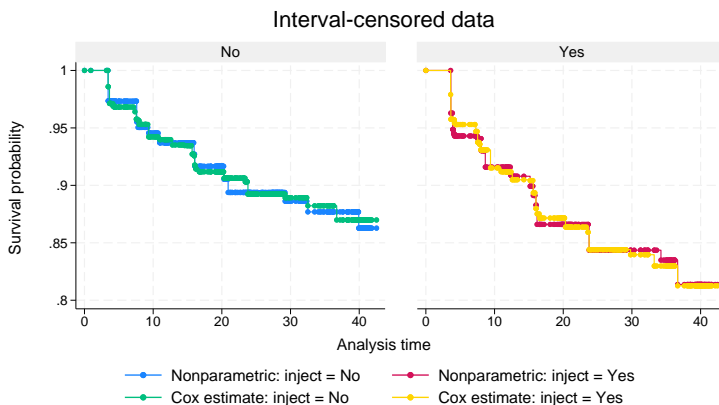 Interval-censored data
No Yes
1
.95
.9
.85
.8
Survival probability
0 10 20 30 40 0 10 20 30 40
Analysis time
Nonparametric: inject = No Nonparametric: inject = Yes
Cox estimate: inject = No Cox estimate: inject = Yes